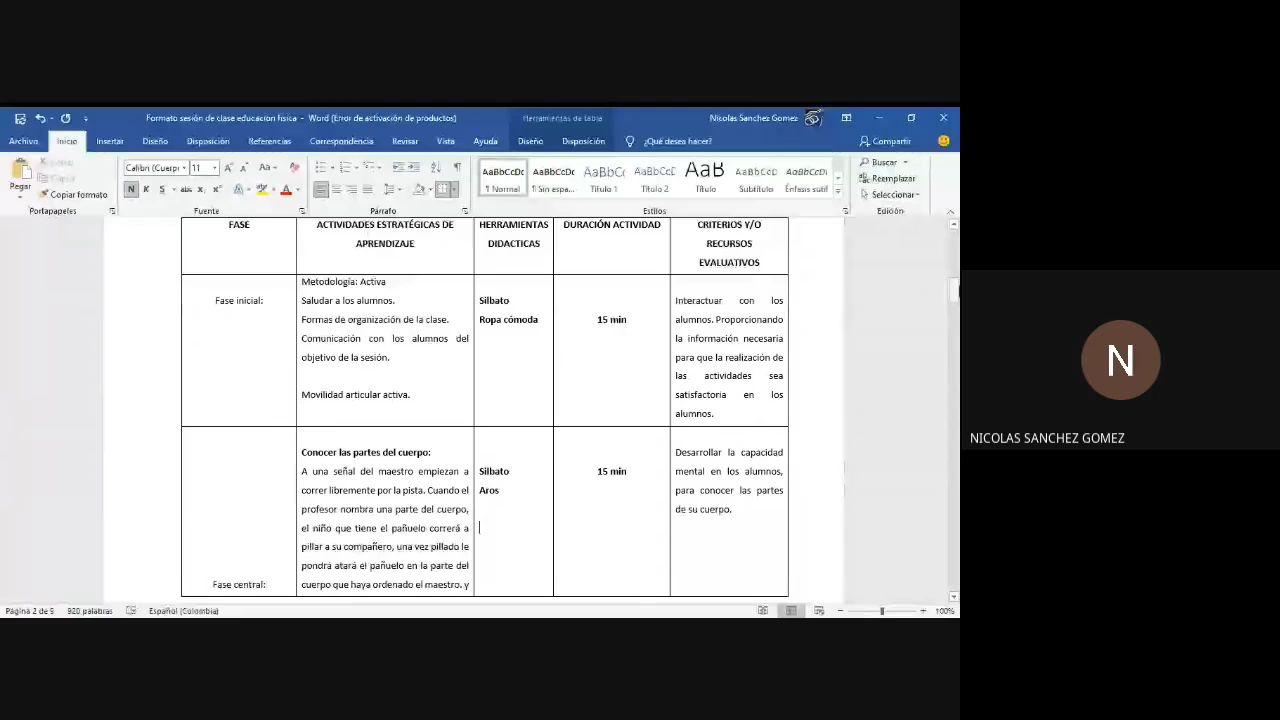 Formato sesión de clase educacion fisica - Word (Error de activación de productos)
Herramientas de tabla
Nicolas Sanchez Gomez
Archivo Inicio Insertar Diseño Disposición Referencias Correspondencia Revisar Vista Ayuda Diseño Disposición ¿Qué desea hacer? Compartir
Pegar
Copiar formato
Portapapeles
Calibri (Cuerp 11
N K S
Fuente
Párrafo
AaBbCcDc AaBbCcDc AaBbCc AaBbCcD AaB AaBbCcD AaBbCcDc
¶ Normal ¶ Sin espa... Título 1 Título 2 Título Subtítulo Énfasis sutil
Estilos
Buscar
Reemplazar
Seleccionar
Edición
FASE
ACTIVIDADES ESTRATÉGICAS DE
APRENDIZAJE
HERRAMIENTAS
DIDACTICAS
DURACIÓN ACTIVIDAD
CRITERIOS Y/O
RECURSOS
EVALUATIVOS
Fase inicial:
Metodología: Activa
Saludar a los alumnos.
Formas de organización de la clase.
Comunicación con los alumnos del
objetivo de la sesión.
Movilidad articular activa.
Silbato
Ropa cómoda
15 min
Interactuar con los
alumnos. Proporcionando
la información necesaria
para que la realización de
las actividades sea
satisfactoria en los
alumnos.
Fase central:
Conocer las partes del cuerpo:
A una señal del maestro empiezan a
correr libremente por la pista. Cuando el
profesor nombra una parte del cuerpo,
el niño que tiene el pañuelo correrá a
pillar a su compañero, una vez pillado le
pondrá atará el pañuelo en la parte del
cuerpo que haya ordenado el maestro. y
Silbato
Aros
15 min
Desarrollar la capacidad
mental en los alumnos,
para conocer las partes
de su cuerpo.
Página 2 de 9 920 palabras Español (Colombia) 100%
N
NICOLAS SANCHEZ GOMEZ